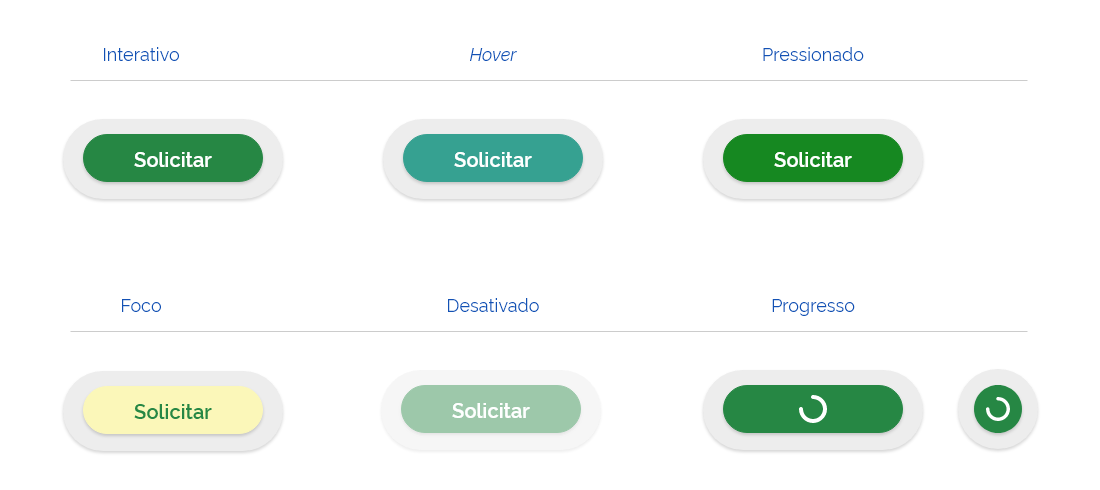 Interativo
Hover
Pressionado
Solicitar
Solicitar
Solicitar
Foco
Desativado
Progresso
Solicitar
Solicitar